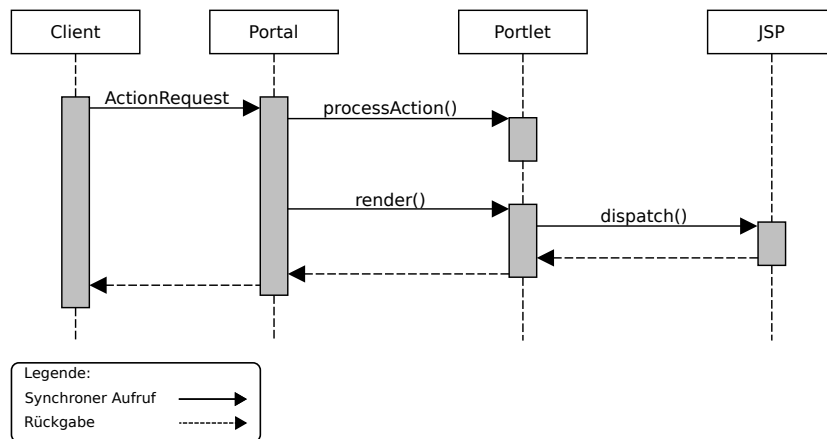 Client
Portal
Portlet
JSP
ActionRequest
processAction()
render()
dispatch()
Legende:
Synchroner Aufruf
Rückgabe